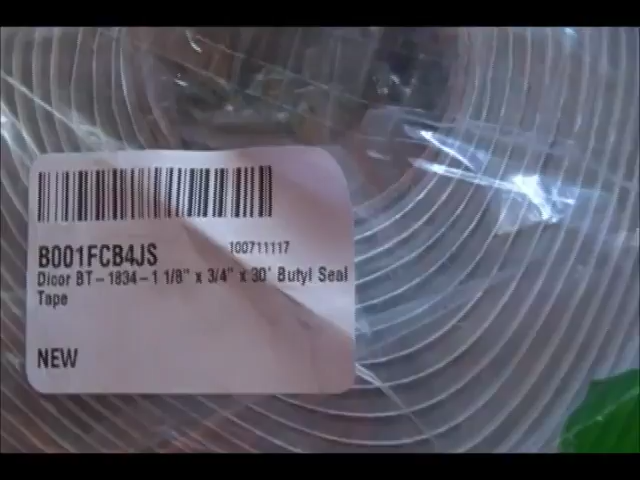 B001FCB4JS 100711117
Dicor BT-1834-1 1/8" x 3/4" x 30' Butyl Seal
Tape
NEW